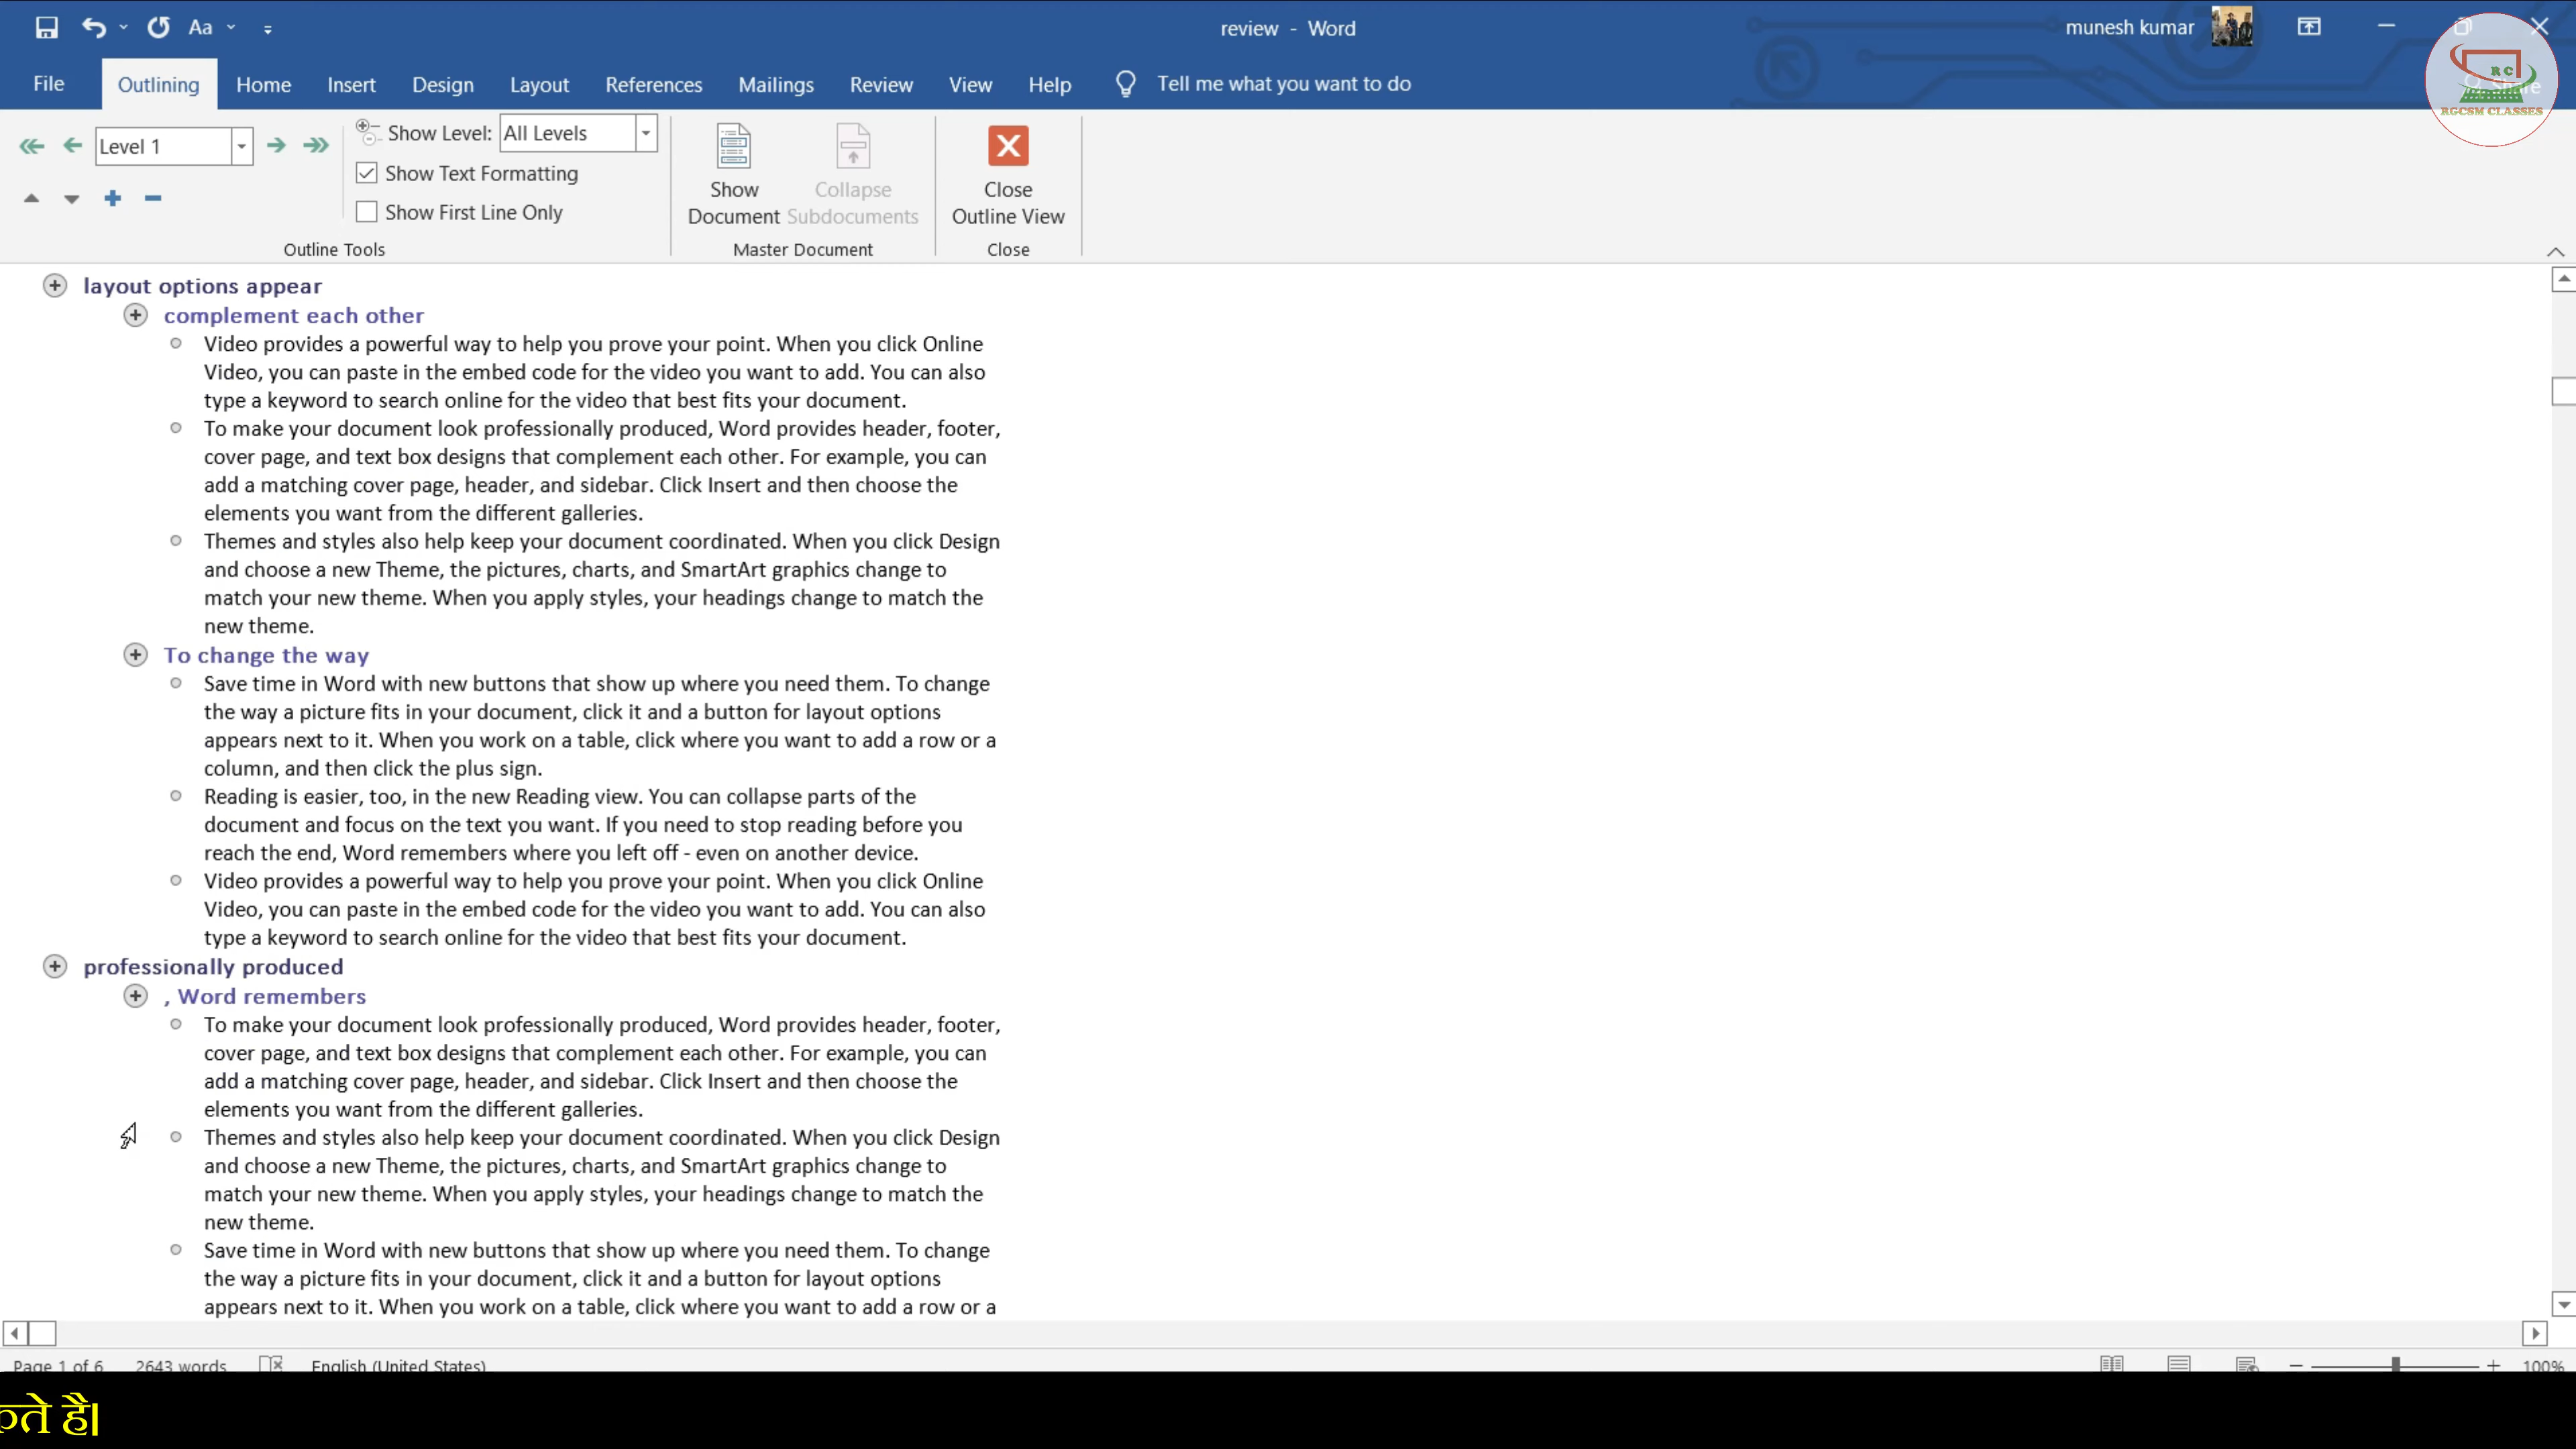 Aa
review - Word
munesh kumar
File
Outlining
Home
Insert
Design
Layout
References
Mailings
Review
View
Help
Tell me what you want to do
RC
RGCSM CLASSES
Level 1
Show Level:
All Levels
Show Text Formatting
Show First Line Only
Outline Tools
Show
Document
Collapse
Subdocuments
Master Document
Close
Outline View
Close
layout options appear
complement each other
Video provides a powerful way to help you prove your point. When you click Online
Video, you can paste in the embed code for the video you want to add. You can also
type a keyword to search online for the video that best fits your document.
To make your document look professionally produced, Word provides header, footer,
cover page, and text box designs that complement each other. For example, you can
add a matching cover page, header, and sidebar. Click Insert and then choose the
elements you want from the different galleries.
Themes and styles also help keep your document coordinated. When you click Design
and choose a new Theme, the pictures, charts, and SmartArt graphics change to
match your new theme. When you apply styles, your headings change to match the
new theme.
To change the way
Save time in Word with new buttons that show up where you need them. To change
the way a picture fits in your document, click it and a button for layout options
appears next to it. When you work on a table, click where you want to add a row or a
column, and then click the plus sign.
Reading is easier, too, in the new Reading view. You can collapse parts of the
document and focus on the text you want. If you need to stop reading before you
reach the end, Word remembers where you left off - even on another device.
Video provides a powerful way to help you prove your point. When you click Online
Video, you can paste in the embed code for the video you want to add. You can also
type a keyword to search online for the video that best fits your document.
professionally produced
, Word remembers
To make your document look professionally produced, Word provides header, footer,
cover page, and text box designs that complement each other. For example, you can
add a matching cover page, header, and sidebar. Click Insert and then choose the
elements you want from the different galleries.
Themes and styles also help keep your document coordinated. When you click Design
and choose a new Theme, the pictures, charts, and SmartArt graphics change to
match your new theme. When you apply styles, your headings change to match the
new theme.
Save time in Word with new buttons that show up where you need them. To change
the way a picture fits in your document, click it and a button for layout options
appears next to it. When you work on a table, click where you want to add a row or a
Page 1 of 6
2643 words
English (United States)
100%
है।